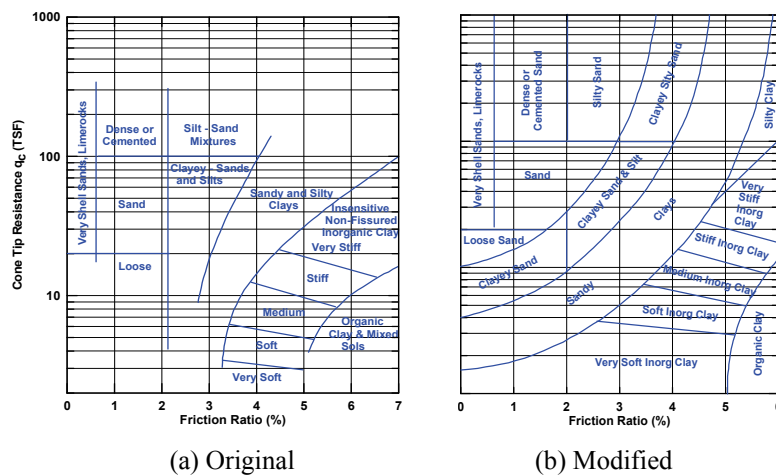 1000
100
10
Cone Tip Resistance qC (TSF)
Very Shell Sands, Limerocks
Dense or
Cemented
Silt - Sand
Mixtures
Clayey - Sands
and Silts
Sand
Sandy and Silty
Clays
Insensitive
Non-Fissured
Inorganic Clay
Very Stiff
Loose
Stiff
Medium
Organic
Clay & Mixed
Sols
Soft
Very Soft
0 1 2 3 4 5 6 7
Friction Ratio (%)
(a) Original
Very Shell Sands, Limerocks
Dense or
Cemented Sand
Silty Sand
Clayey Sity Sand
Silty Clay
Sand
Clayey Sand & Silt
Clays
Very
Stiff
Inorg
Clay
Loose Sand
Stiff Inorg Clay
Clayey Sand
Sandy
Medium Inorg Clay
Soft Inorg Clay
Organic Clay
Very Soft Inorg Clay
0 1 2 3 4 5 6
Friction Ratio (%)
(b) Modified